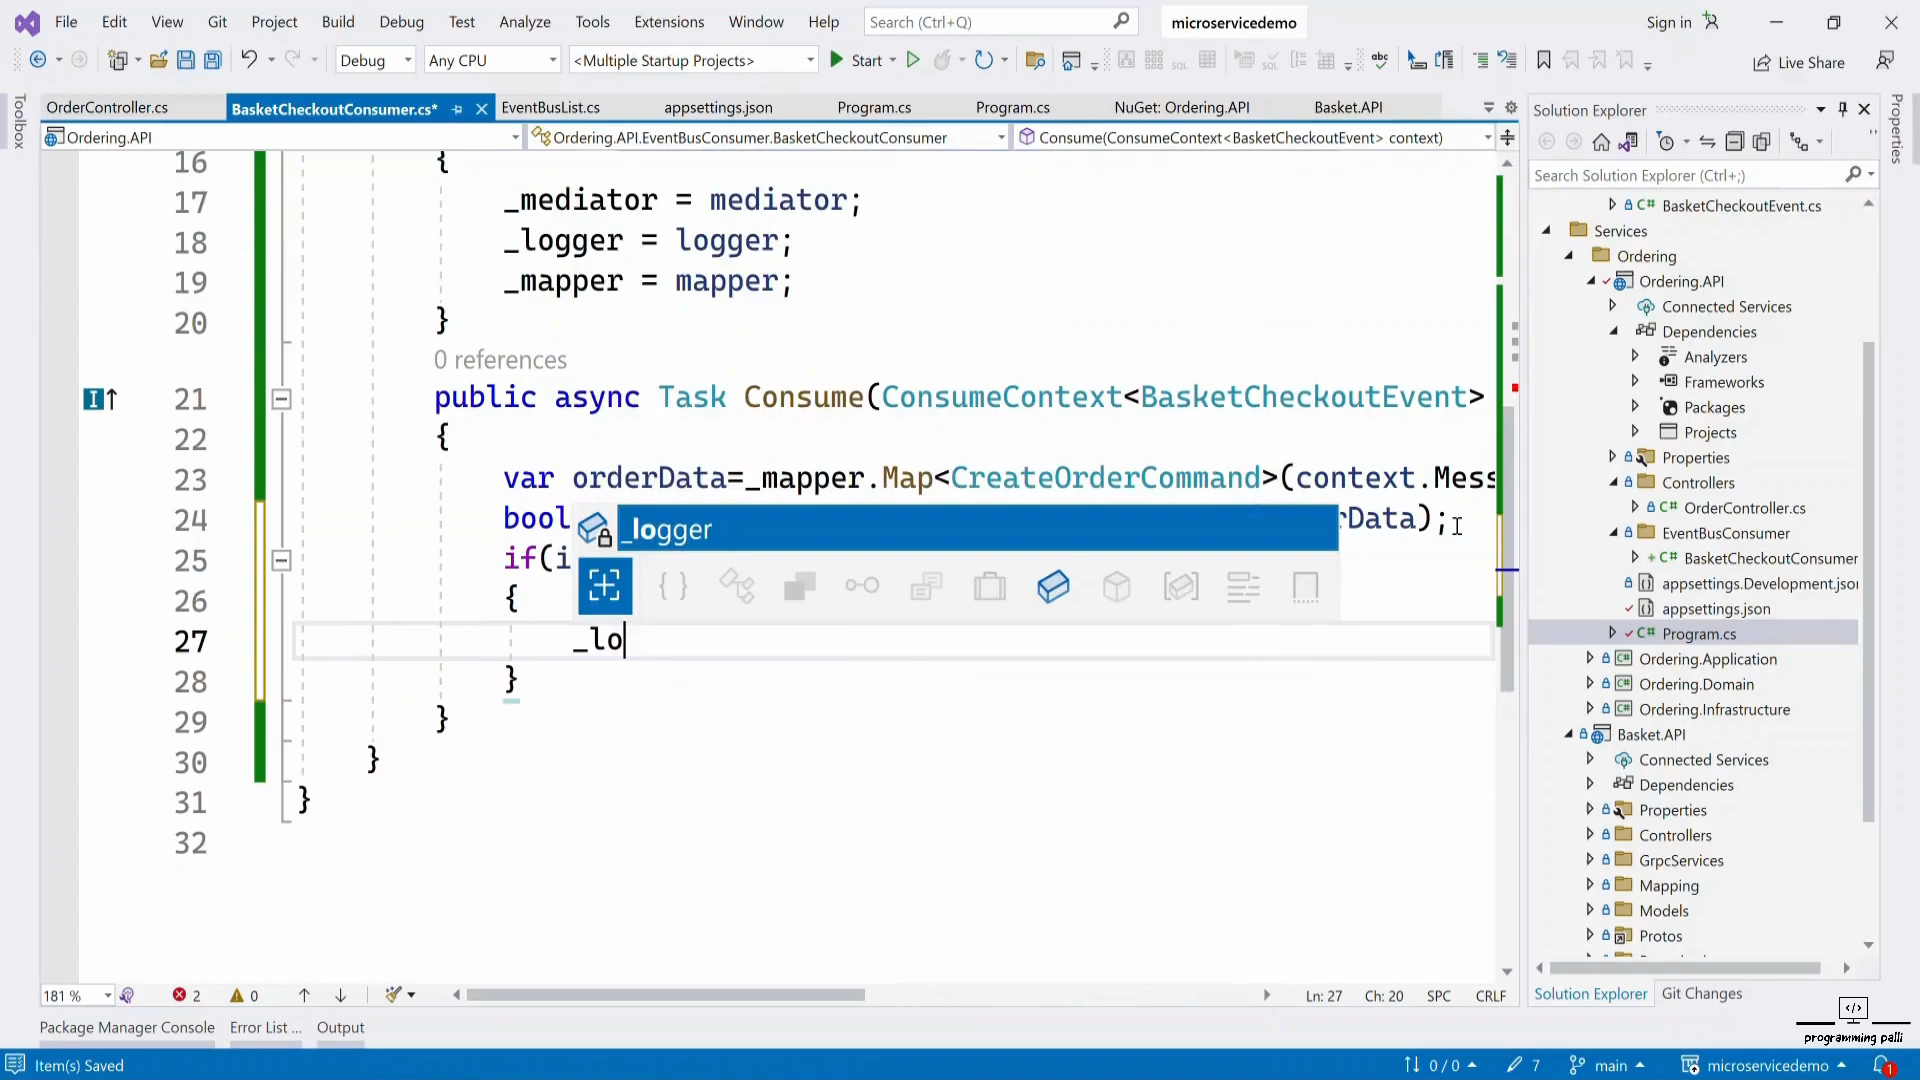 File Edit View Git Project Build Debug Test Analyze Tools Extensions Window Help Search (Ctrl+Q) microservicedemo Sign in
Debug Any CPU <Multiple Startup Projects> Start Live Share
Toolbox
OrderController.cs BasketCheckoutConsumer.cs* EventBusList.cs appsettings.json Program.cs Program.cs NuGet: Ordering.API Basket.API
Ordering.API Ordering.API.EventBusConsumer.BasketCheckoutConsumer Consume(ConsumeContext<BasketCheckoutEvent> context)
16 {
17 _mediator = mediator;
18 _logger = logger;
19 _mapper = mapper;
20 }
0 references
21 public async Task Consume(ConsumeContext<BasketCheckoutEvent>
22 {
23 var orderData=_mapper.Map<CreateOrderCommand>(context.Mess
24 bool rData);
_logger
25 if(i
26 {
27 _lo
28 }
29 }
30 }
31 }
32
181 % 2 0 Ln: 27 Ch: 20 SPC CRLF
Solution Explorer
Properties
Search Solution Explorer (Ctrl+;)
C# BasketCheckoutEvent.cs
Services
Ordering
Ordering.API
Connected Services
Dependencies
Analyzers
Frameworks
Packages
Projects
Properties
Controllers
C# OrderController.cs
EventBusConsumer
C# BasketCheckoutConsumer
appsettings.Development.json
appsettings.json
C# Program.cs
Ordering.Application
Ordering.Domain
Ordering.Infrastructure
Basket.API
Connected Services
Dependencies
Properties
Controllers
GrpcServices
Mapping
Models
Protos
Solution Explorer Git Changes
Package Manager Console Error List ... Output
programming palli
Item(s) Saved 0 / 0 7 main microservicedemo 1